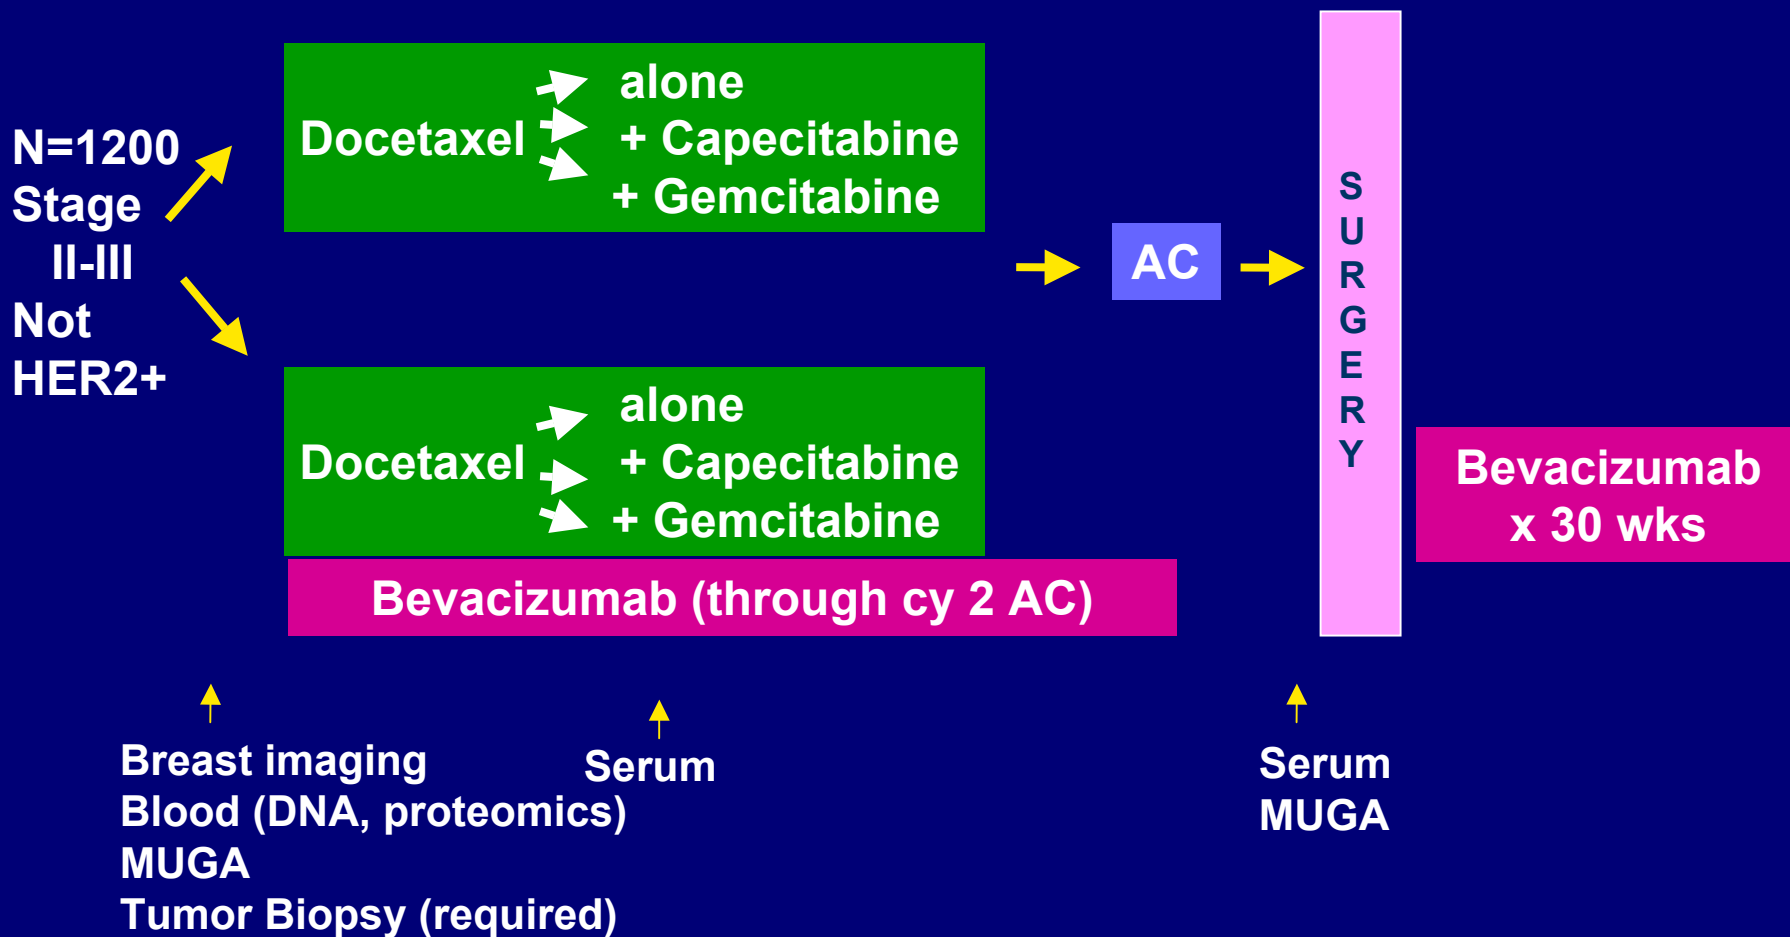 N=1200
Stage
II-III
Not
HER2+
Docetaxel
alone
+ Capecitabine
+ Gemcitabine
Docetaxel
alone
+ Capecitabine
+ Gemcitabine
Bevacizumab (through cy 2 AC)
AC
S
U
R
G
E
R
Y
Bevacizumab
x 30 wks
Breast imaging
Blood (DNA, proteomics)
MUGA
Tumor Biopsy (required)
Serum
Serum
MUGA